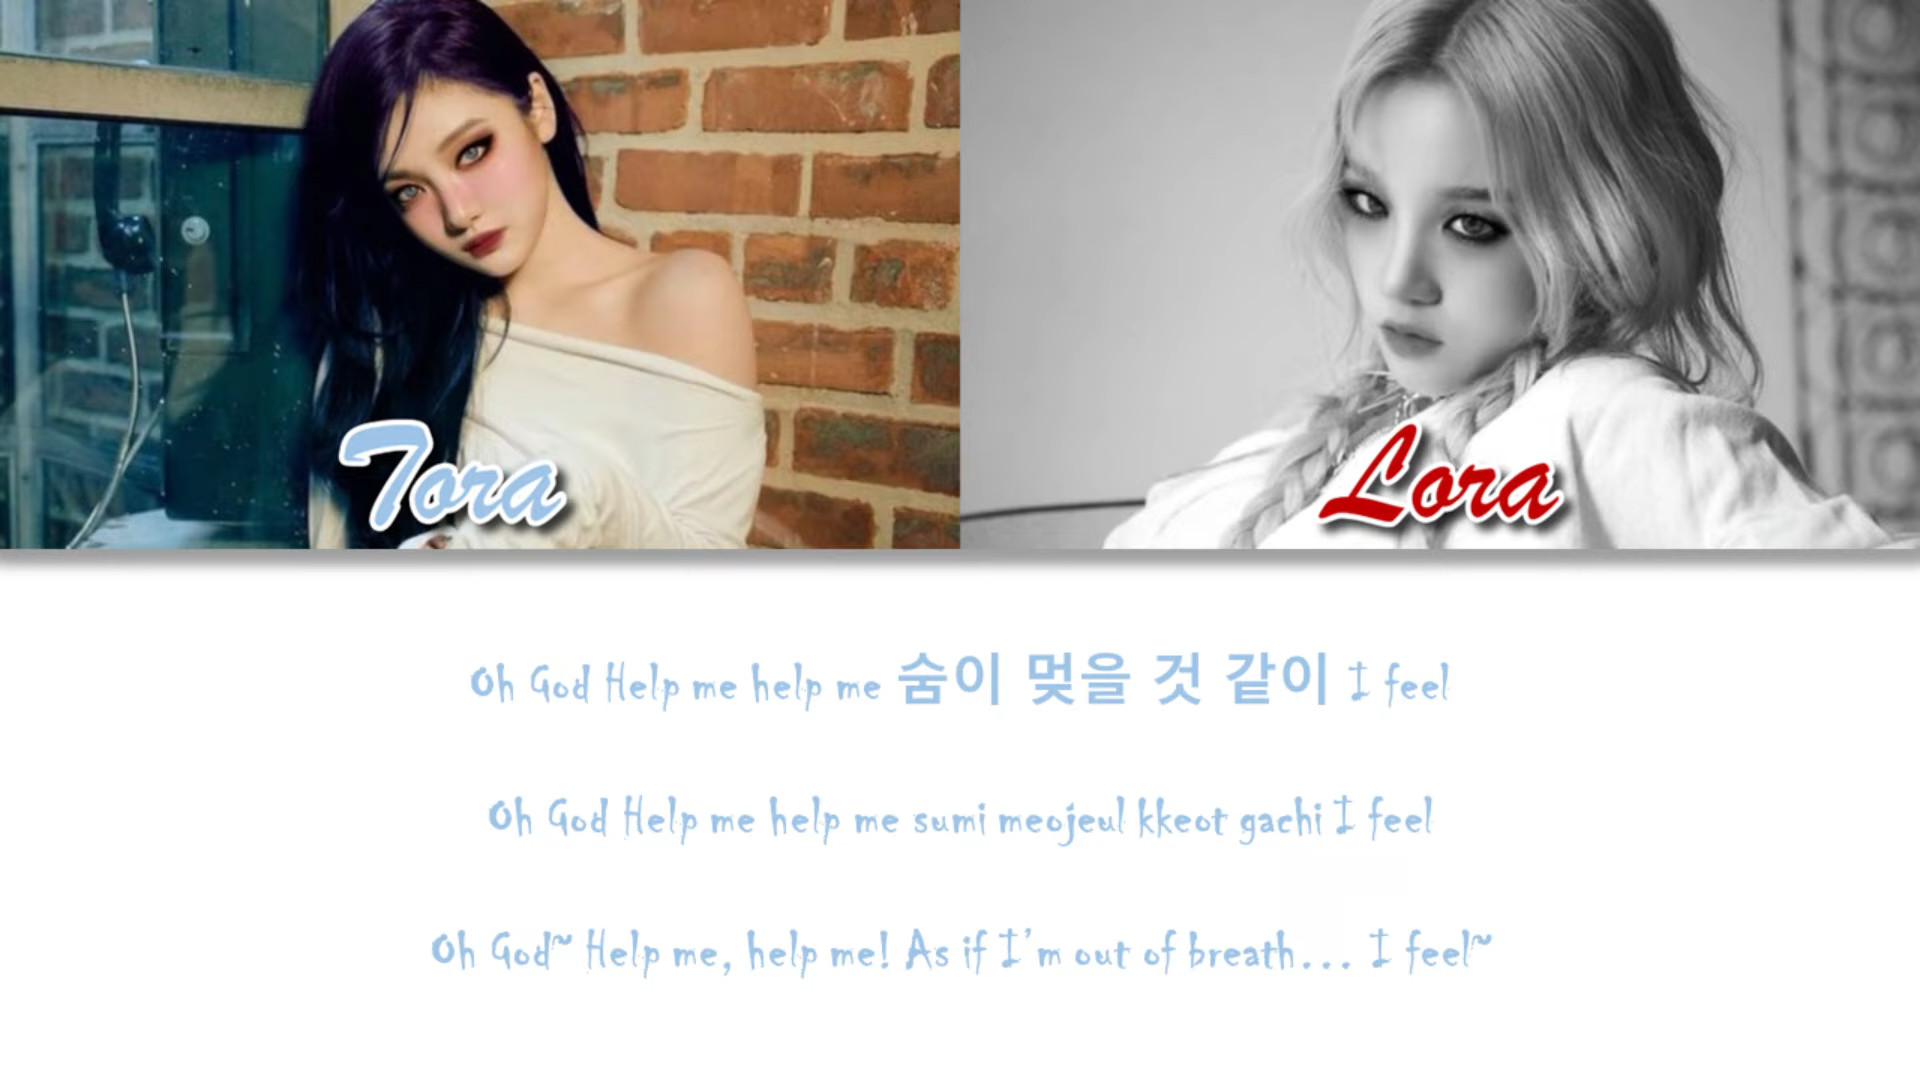 Tora
Lora
Oh God Help me help me 숨이 멎을 것 같이 I feel
Oh God Help me help me sumi meojeul kkeot gachi I feel
Oh God~ Help me, help me! As if I'm out of breath... I feel~